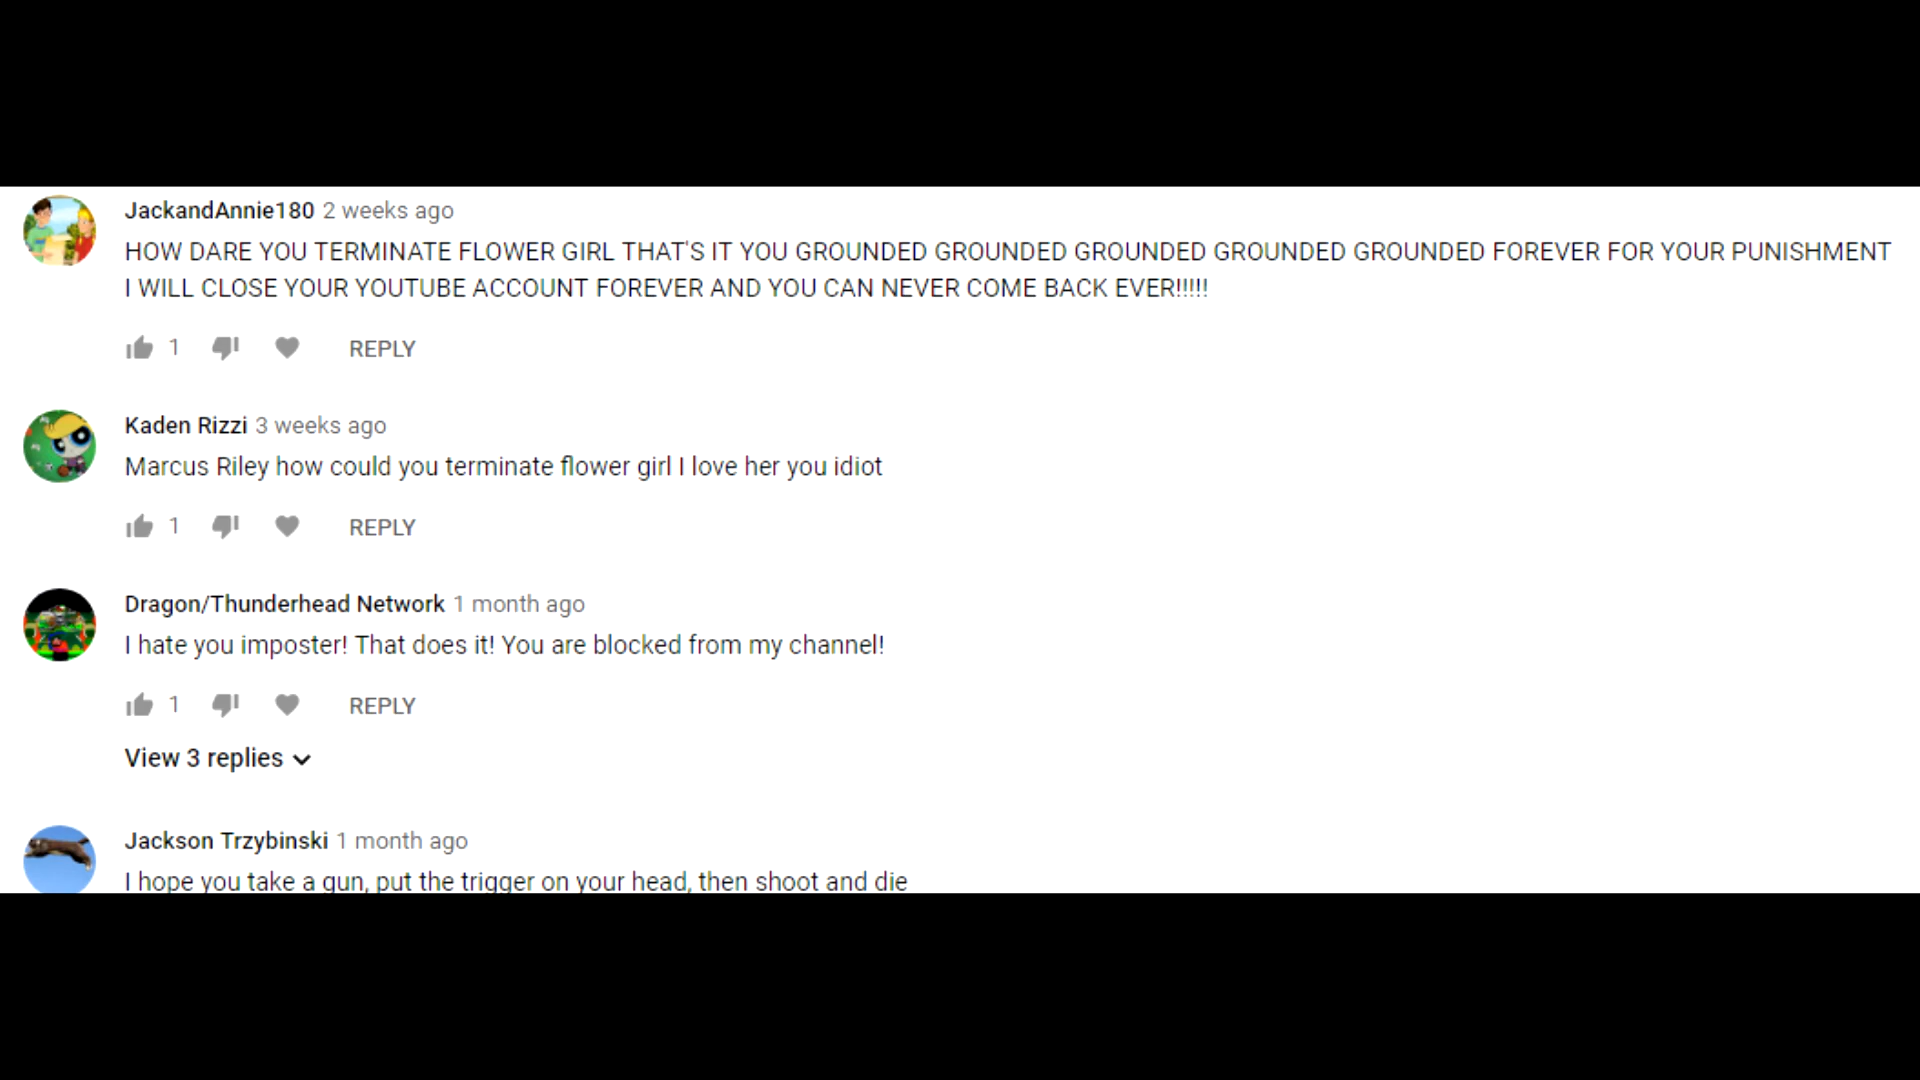 JackandAnnie180 2 weeks ago
HOW DARE YOU TERMINATE FLOWER GIRL THAT'S IT YOU GROUNDED GROUNDED GROUNDED GROUNDED GROUNDED FOREVER FOR YOUR PUNISHMENT
I WILL CLOSE YOUR YOUTUBE ACCOUNT FOREVER AND YOU CAN NEVER COME BACK EVER!!!!!
1 REPLY
Kaden Rizzi 3 weeks ago
Marcus Riley how could you terminate flower girl I love her you idiot
1 REPLY
Dragon/Thunderhead Network 1 month ago
I hate you imposter! That does it! You are blocked from my channel!
1 REPLY
View 3 replies
Jackson Trzybinski 1 month ago
I hope you take a gun, put the trigger on your head, then shoot and die